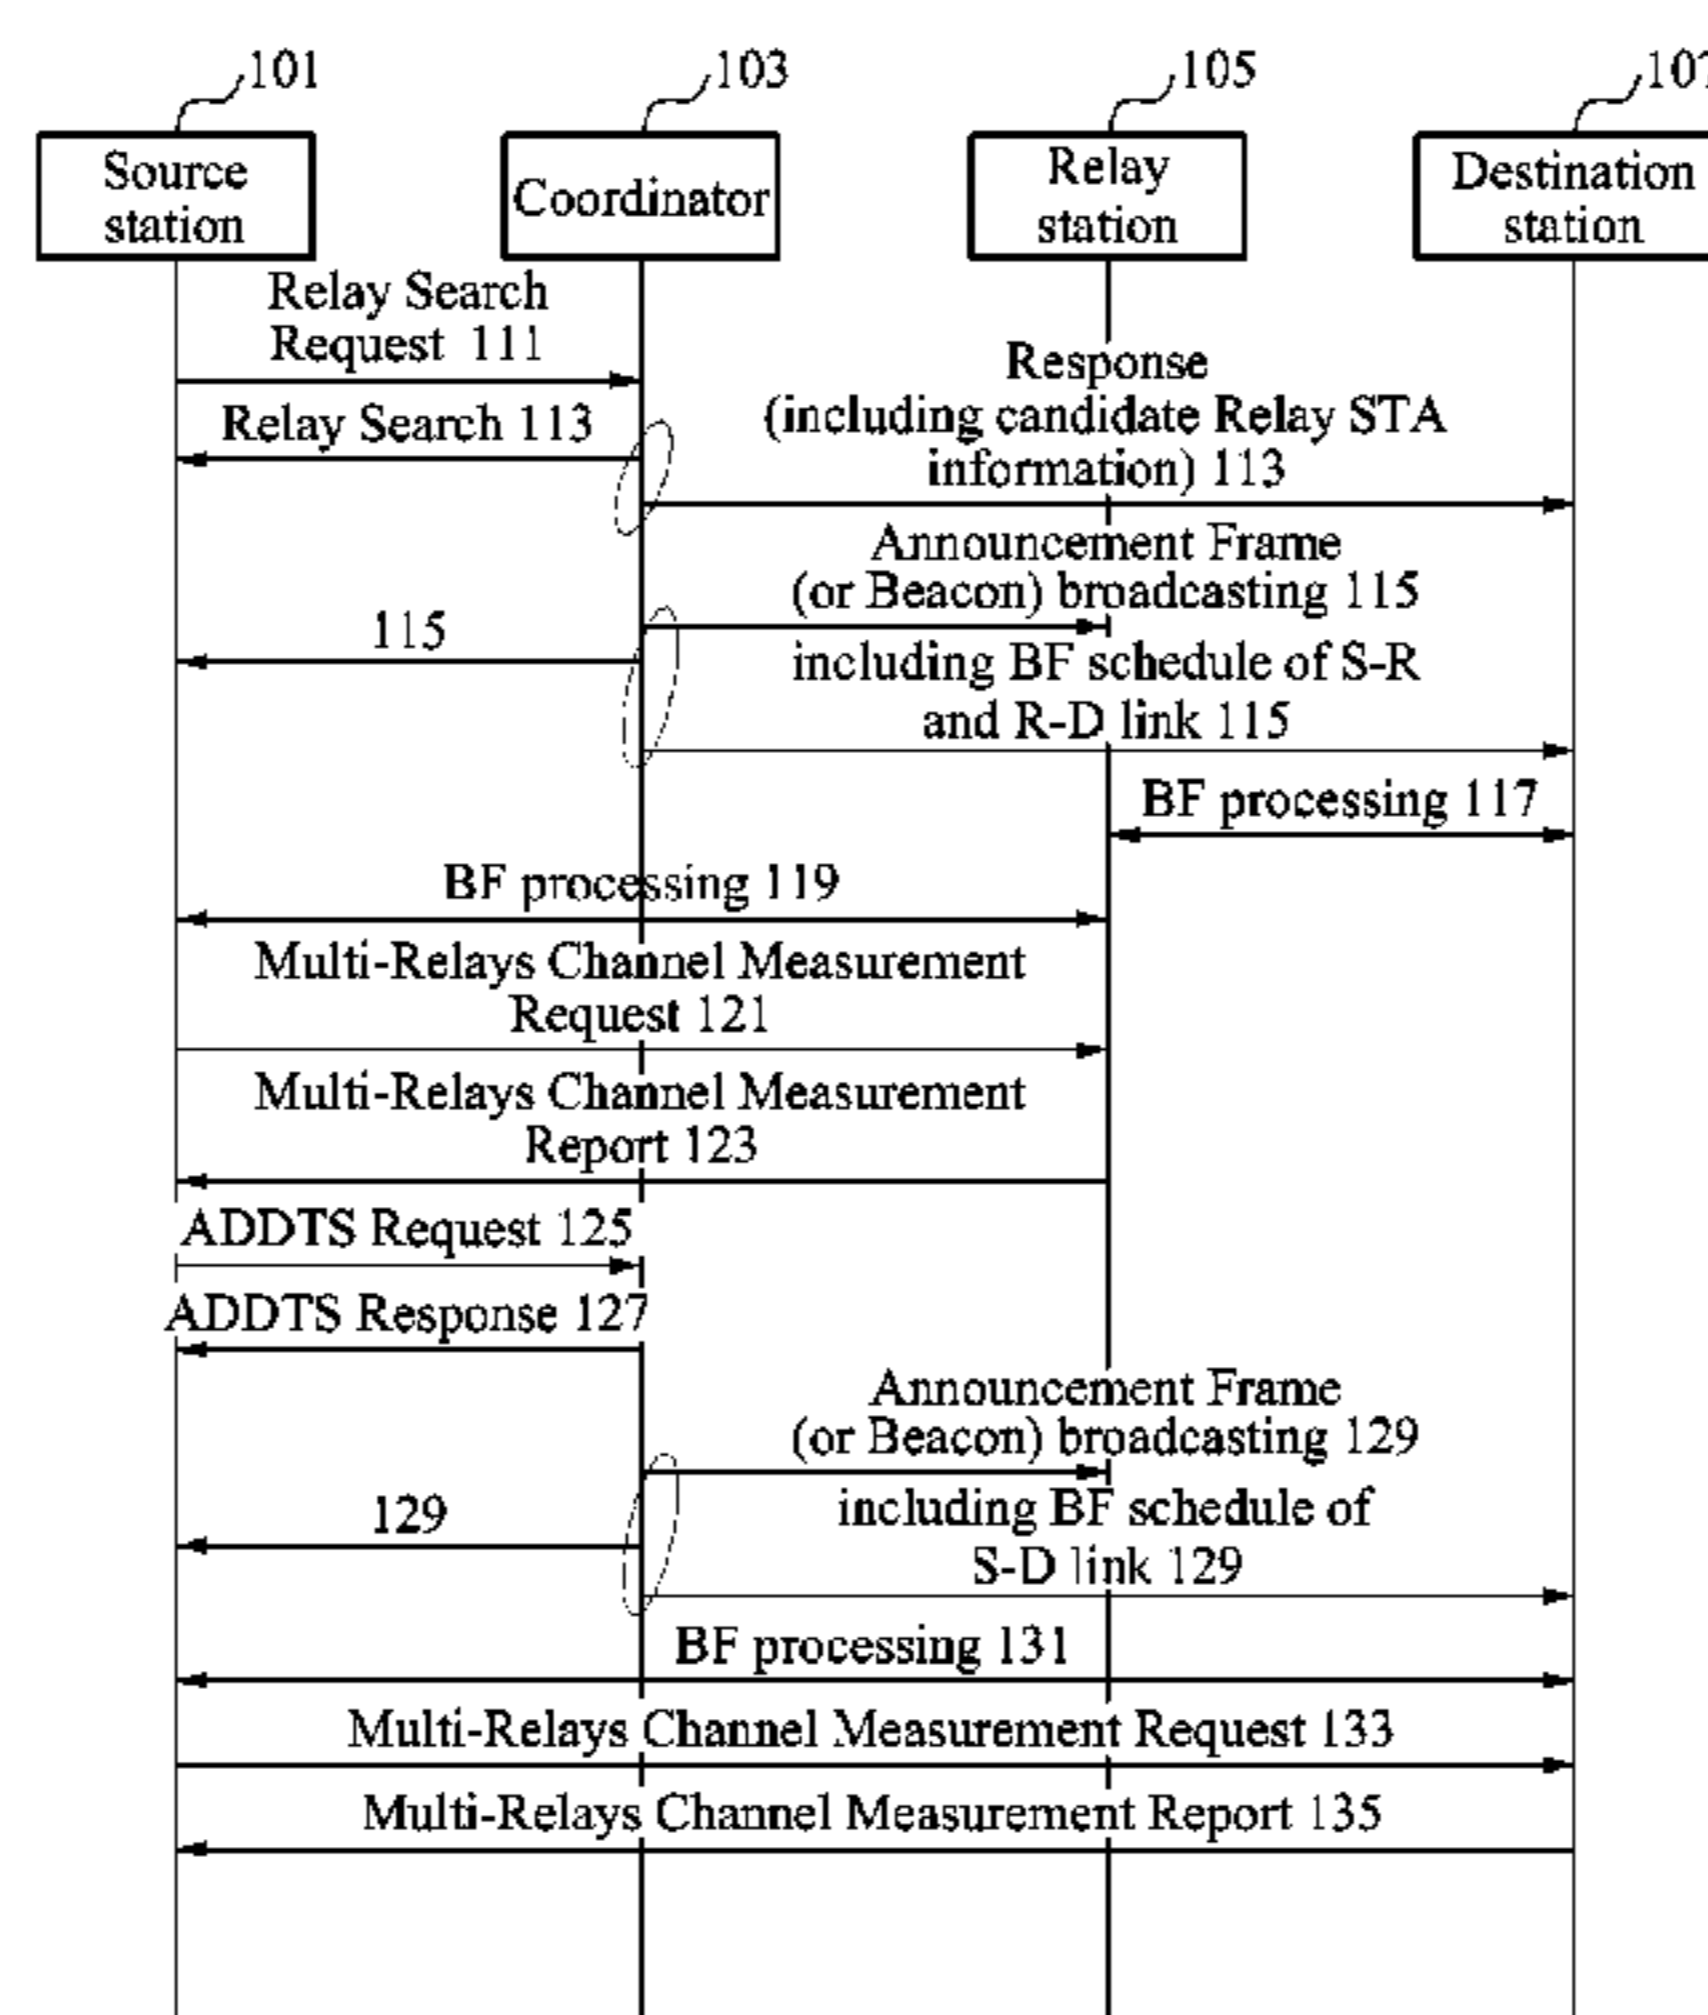 101
103
105
Source
station
Coordinator
Relay
station
Destination
station
Relay Search
Request 111
Response
(including candidate Relay STA
information) 113
Relay Search 113
Announcement Frame
(or Beacon) broadcasting 115
115
including BF schedule of S-R
and R-D link 115
BF processing 117
BF processing 119
Multi-Relays Channel Measurement
Request 121
Multi-Relays Channel Measurement
Report 123
ADDTS Request 125
ADDTS Response 127
Announcement Frame
(or Beacon) broadcasting 129
129
including BF schedule of
S-D link 129
BF processing 131
Multi-Relays Channel Measurement Request 133
Multi-Relays Channel Measurement Report 135